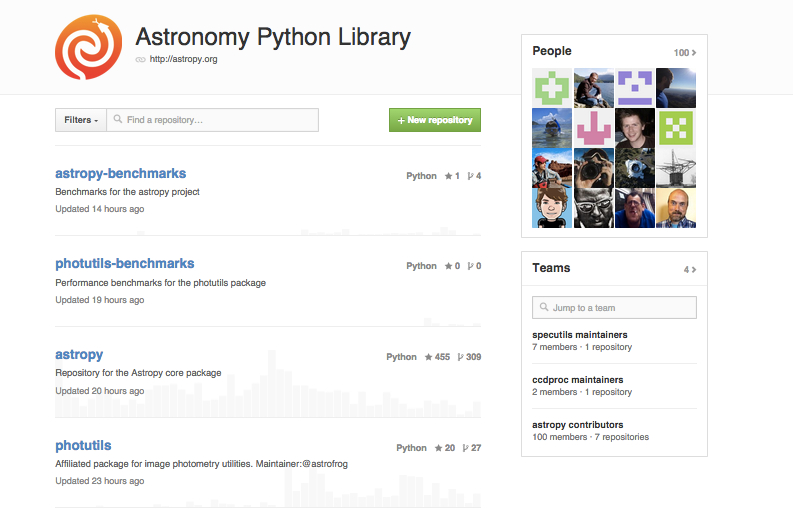 Astronomy Python Library
http://astropy.org
Filters
Find a repository...
+ New repository
astropy-benchmarks
Python 1 4
Benchmarks for the astropy project
Updated 14 hours ago
photutils-benchmarks
Python 0 0
Performance benchmarks for the photutils package
Updated 19 hours ago
astropy
Python 455 309
Repository for the Astropy core package
Updated 20 hours ago
photutils
Python 20 27
Affiliated package for image photometry utilities. Maintainer:@astrofrog
Updated 23 hours ago
People
100 >
Teams
4 >
Jump to a team
specutils maintainers
7 members · 1 repository
ccdproc maintainers
2 members · 1 repository
astropy contributors
100 members · 7 repositories